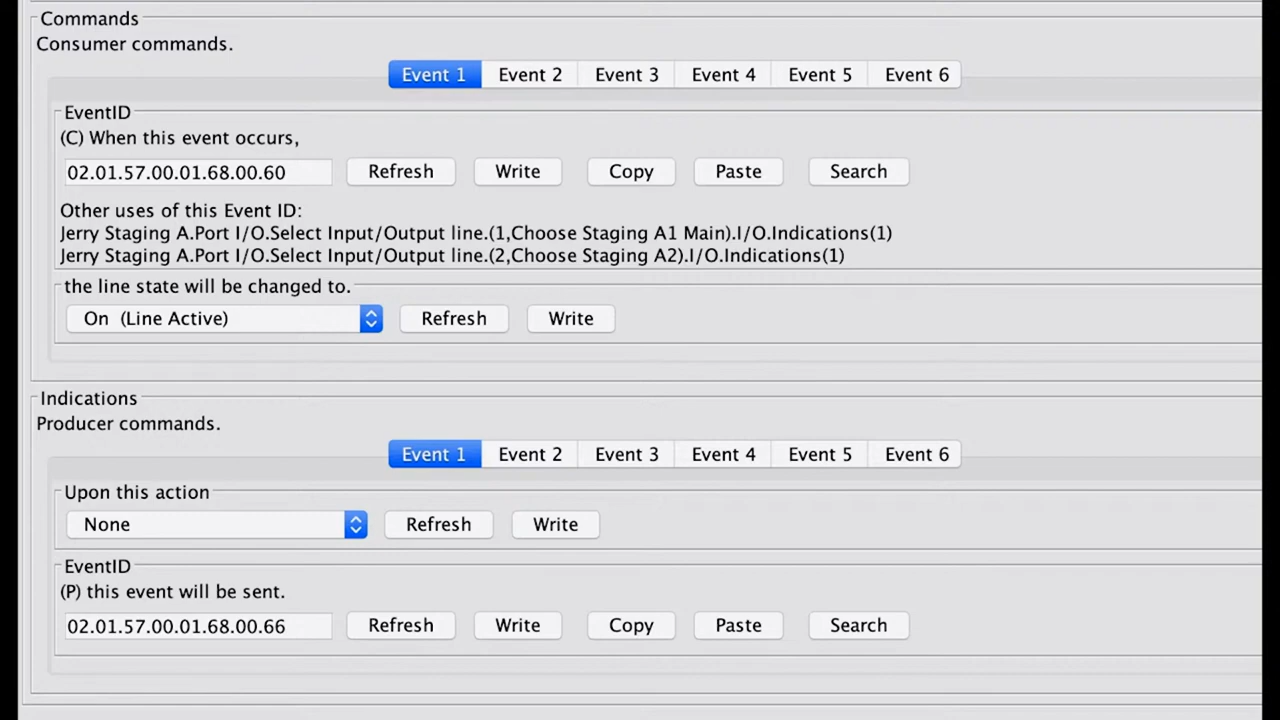 Commands
Consumer commands.
Event 1 Event 2 Event 3 Event 4 Event 5 Event 6
EventID
(C) When this event occurs,
02.01.57.00.01.68.00.60 Refresh Write Copy Paste Search
Other uses of this Event ID:
Jerry Staging A.Port I/O.Select Input/Output line.(1,Choose Staging A1 Main).I/O.Indications(1)
Jerry Staging A.Port I/O.Select Input/Output line.(2,Choose Staging A2).I/O.Indications(1)
the line state will be changed to.
On (Line Active) Refresh Write
Indications
Producer commands.
Event 1 Event 2 Event 3 Event 4 Event 5 Event 6
Upon this action
None Refresh Write
EventID
(P) this event will be sent.
02.01.57.00.01.68.00.66 Refresh Write Copy Paste Search